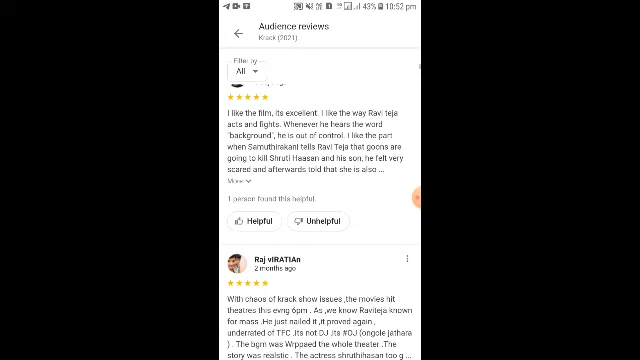 43% 10:52 pm
Audience reviews
Krack (2021)
Filter by
All
I like the film, its excellent, I like the way Ravi teja
acts and fights. Whenever he hears the word
"background", he is out of control. I like the part
when Samuthirakani tells Ravi Teja that goons are
going to kill Shruti Haasan and his son, he felt very
scared and afterwards told that she is also ...
More
1 person found this helpful.
Helpful Unhelpful
Raj vIRATIAn
2 months ago
With chaos of krack show issues ,the movies hit
theatres this evng 6pm . As ,we know Raviteja known
for mass .He just nailed it ,it proved again ,
underrated of TFC .Its not DJ .its #OJ (ongole jathara
) . The bgm was Wrppaed the whole theater .The
story was realstic . The actress shruthihasan too g ...